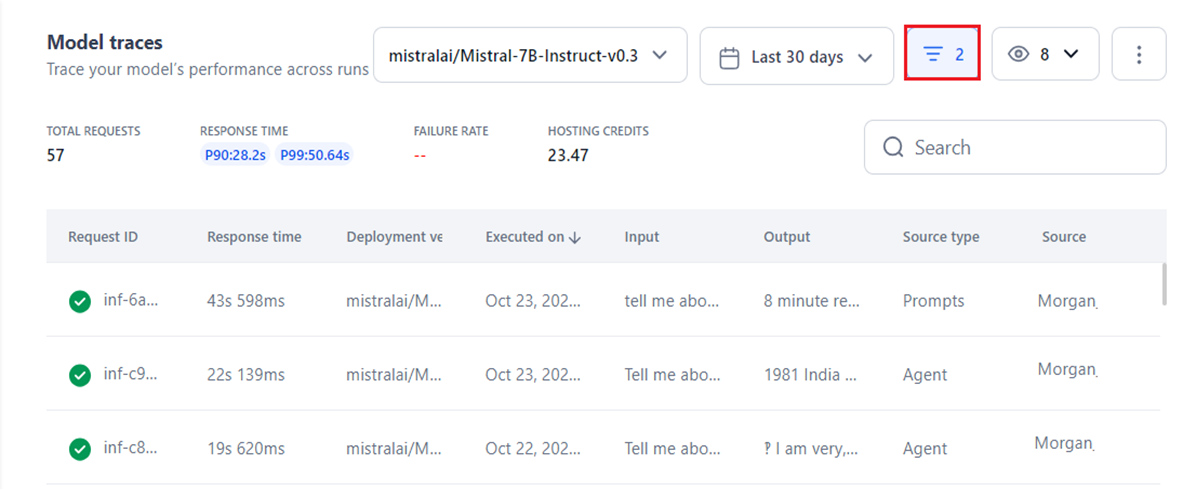 Model traces
Trace your model's performance across runs
mistralai/Mistral-7B-Instruct-v0.3
Last 30 days
2
8
TOTAL REQUESTS
57
RESPONSE TIME
P90:28.2s P99:50.64s
FAILURE RATE
--
HOSTING CREDITS
23.47
Search
Request ID Response time Deployment ve Executed on Input Output Source type Source
inf-6a... 43s 598ms mistralai/M... Oct 23, 202... tell me abo... 8 minute re... Prompts Morgan.
inf-c9... 22s 139ms mistralai/M... Oct 23, 202... Tell me abo... 1981 India ... Agent Morgan.
inf-c8... 19s 620ms mistralai/M... Oct 22, 202... Tell me abo... ‽ I am very,... Agent Morgan.